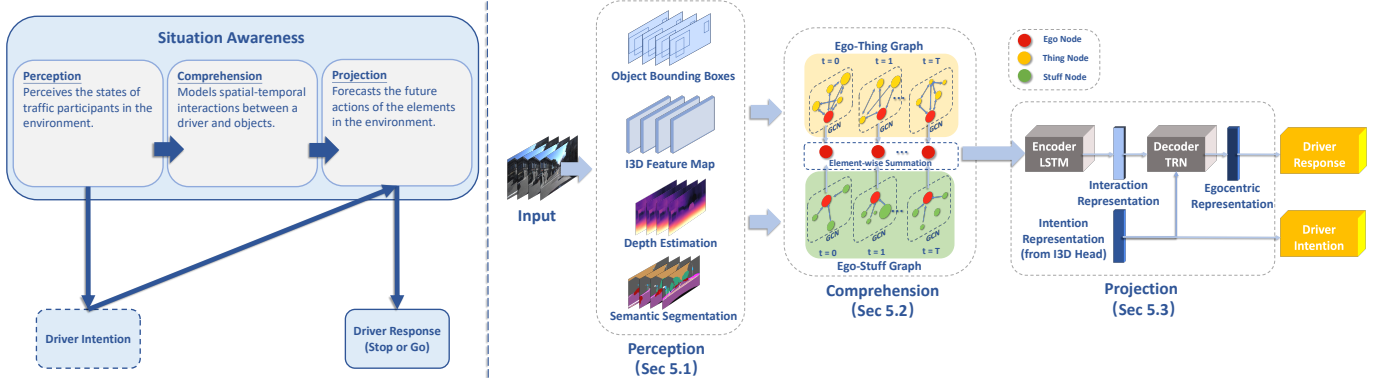 Situation Awareness
Perception
Perceives the states of
traffic participants in the
environment.
Comprehension
Models spatial-temporal
interactions between a
driver and objects.
Projection
Forecasts the future
actions of the elements
in the environment.
Driver Intention
Driver Response
(Stop or Go)
Input
Object Bounding Boxes
I3D Feature Map
Depth Estimation
Semantic Segmentation
Perception
(Sec 5.1)
Ego-Thing Graph
t = 0
t = 1
t = T
...
GCN
GCN
GCN
...
Element-wise Summation
...
GCN
GCN
GCN
t = 0
t = 1
t = T
Ego-Stuff Graph
Comprehension
(Sec 5.2)
Ego Node
Thing Node
Stuff Node
Encoder
LSTM
Interaction
Representation
Decoder
TRN
Egocentric
Representation
Intention
Representation
(from I3D Head)
Driver
Response
Driver
Intention
Projection
(Sec 5.3)